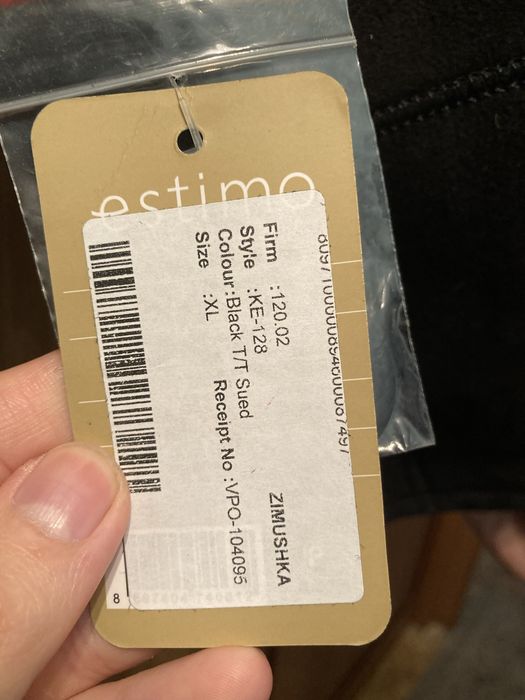 estimo
Firm :120.02
Style :KE-128
Colour:Black T/T Sued
Size :XL
Receipt No :VPO-104095
ZIMUSHKA
8